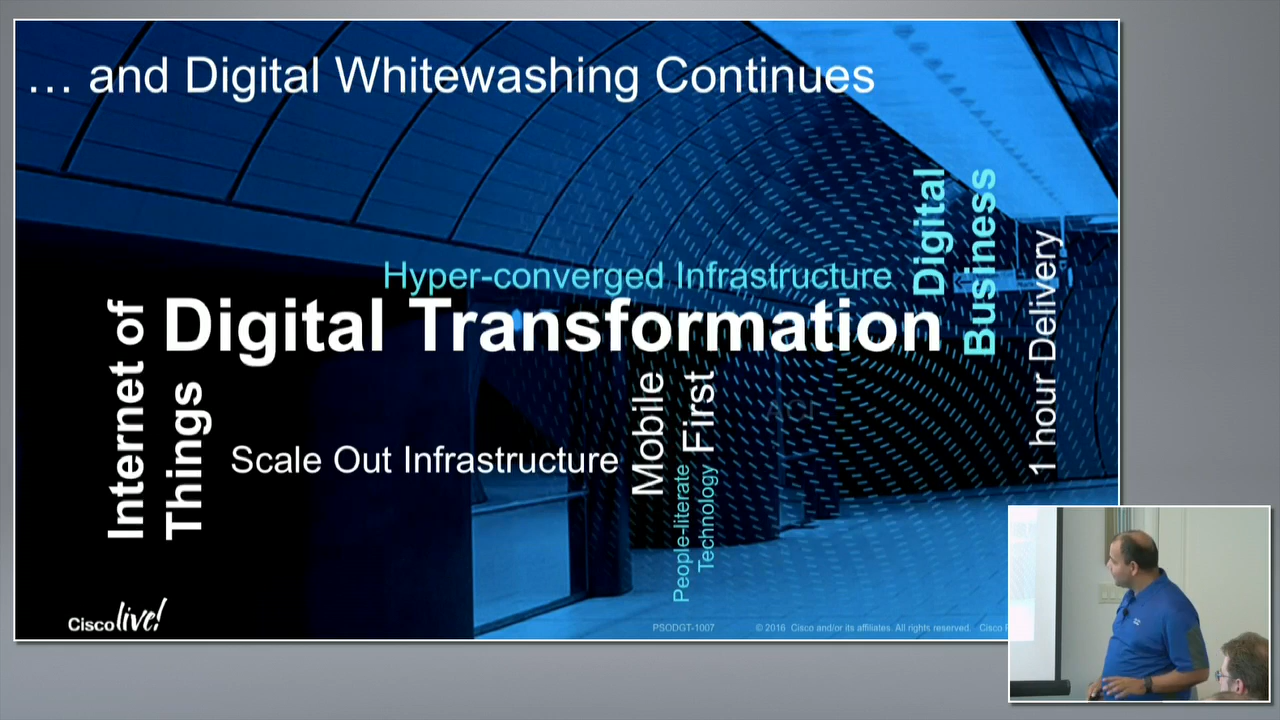 … and Digital Whitewashing Continues
Digital
Business
1 hour Delivery
Hyper-converged Infrastructure
Digital Transformation
Internet of
Things
Scale Out Infrastructure
Mobile
First
People-literate
Technology
ACI
Cisco live!
PSODGT-1007
© 2016 Cisco and/or its affiliates. All rights reserved. Cisco